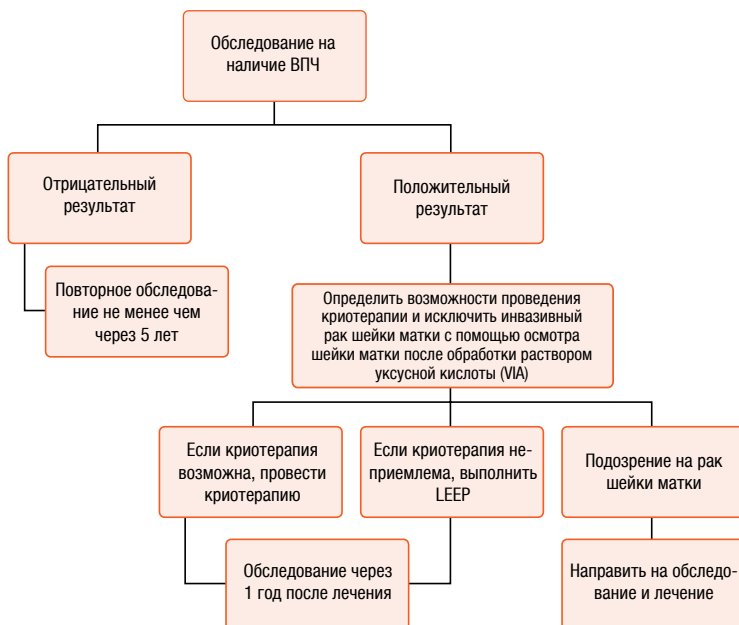 Обследование на
наличие ВПЧ
Отрицательный
результат
Положительный
результат
Повторное обследова-
ние не менее чем
через 5 лет
Определить возможности проведения
криотерапии и исключить инвазивный
рак шейки матки с помощью осмотра
шейки матки после обработки раствором
уксусной кислоты (VIA)
Если криотерапия
возможна, провести
криотерапию
Если криотерапия не-
приемлема, выполнить
LEEP
Подозрение на рак
шейки матки
Обследование через
1 год после лечения
Направить на обследо-
вание и лечение